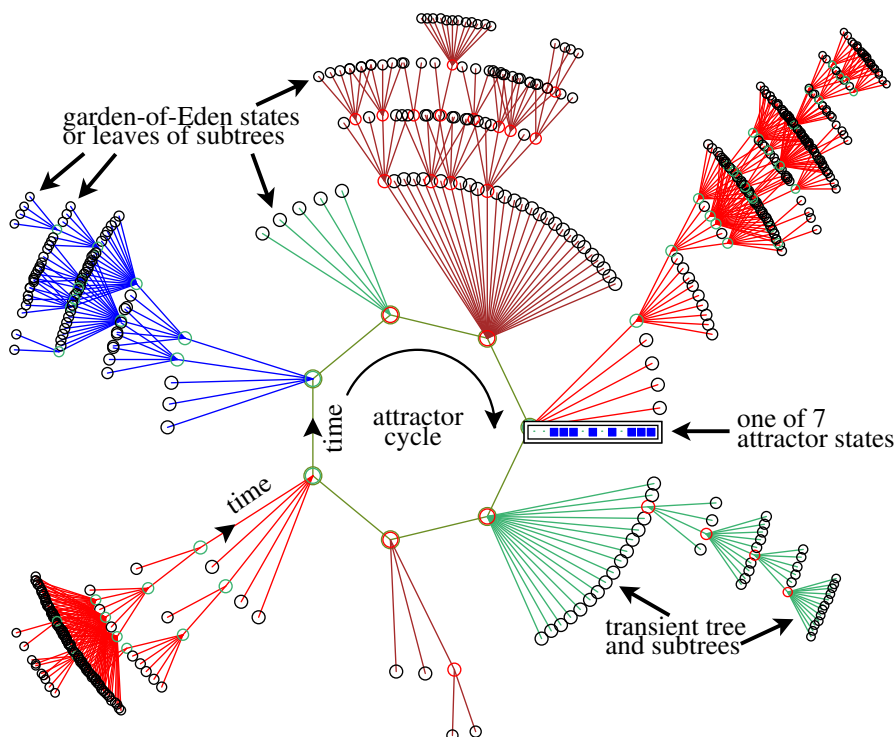 garden-of-Eden states
or leaves of subtrees
time
attractor
cycle
one of 7
attractor states
time
transient tree
and subtrees